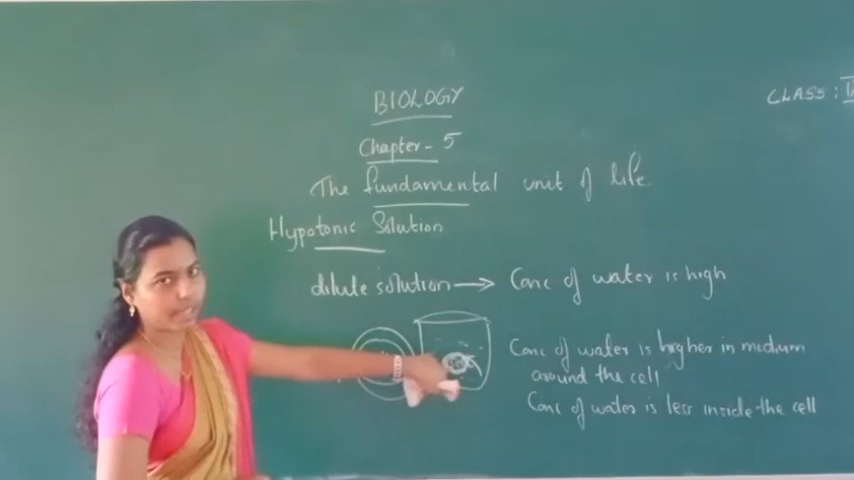 BIOLOGY
CLASS :
Chapter - 5
The fundamental unit of life.
Hypotonic Solution
dilute solution → Conc of water is high
Conc of water is higher in medium
around the cell
Conc of water is less inside the cell